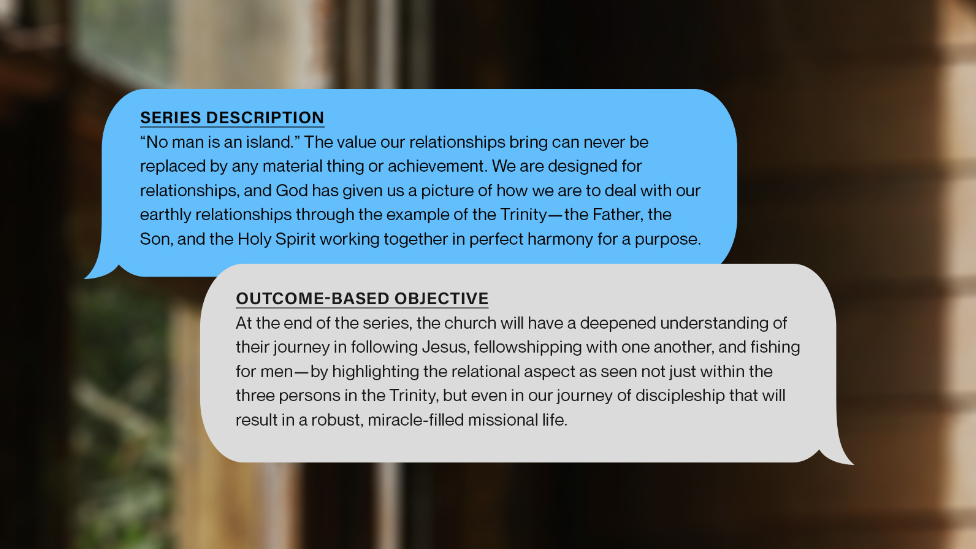 SERIES DESCRIPTION
“No man is an island.” The value our relationships bring can never be
replaced by any material thing or achievement. We are designed for
relationships, and God has given us a picture of how we are to deal with our
earthly relationships through the example of the Trinity—the Father, the
Son, and the Holy Spirit working together in perfect harmony for a purpose.
OUTCOME-BASED OBJECTIVE
At the end of the series, the church will have a deepened understanding of
their journey in following Jesus, fellowshipping with one another, and fishing
for men—by highlighting the relational aspect as seen not just within the
three persons in the Trinity, but even in our journey of discipleship that will
result in a robust, miracle-filled missional life.